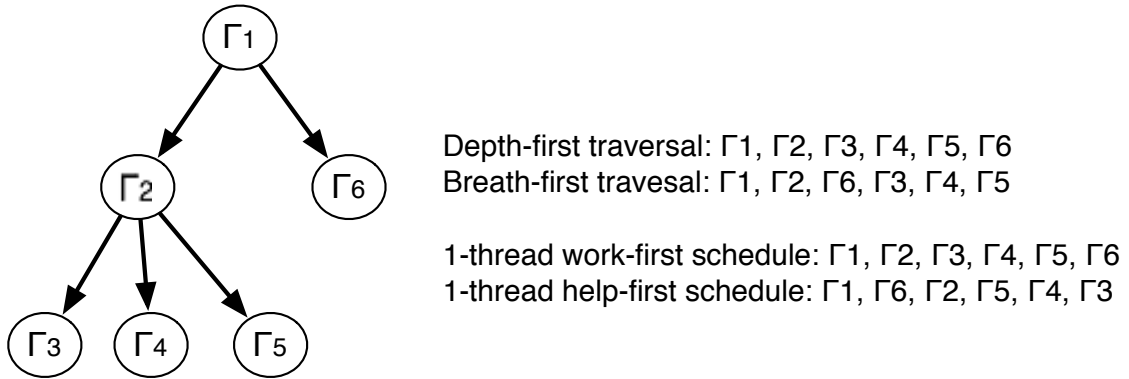 Γ1
Γ2
Γ6
Γ3
Γ4
Γ5
Depth-first traversal: Γ1, Γ2, Γ3, Γ4, Γ5, Γ6
Breath-first travesal: Γ1, Γ2, Γ6, Γ3, Γ4, Γ5
1-thread work-first schedule: Γ1, Γ2, Γ3, Γ4, Γ5, Γ6
1-thread help-first schedule: Γ1, Γ6, Γ2, Γ5, Γ4, Γ3